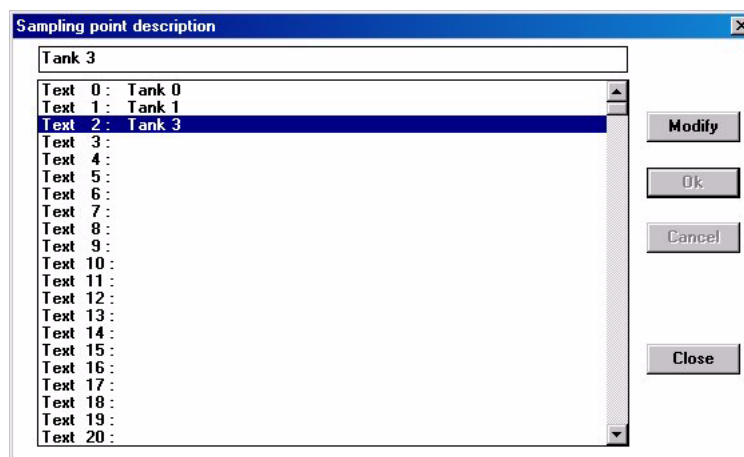 Sampling point description
Tank 3
Text 0 : Tank 0
Text 1 : Tank 1
Text 2 : Tank 3
Text 3 :
Text 4 :
Text 5 :
Text 6 :
Text 7 :
Text 8 :
Text 9 :
Text 10 :
Text 11 :
Text 12 :
Text 13 :
Text 14 :
Text 15 :
Text 16 :
Text 17 :
Text 18 :
Text 19 :
Text 20 :
Modify
Ok
Cancel
Close